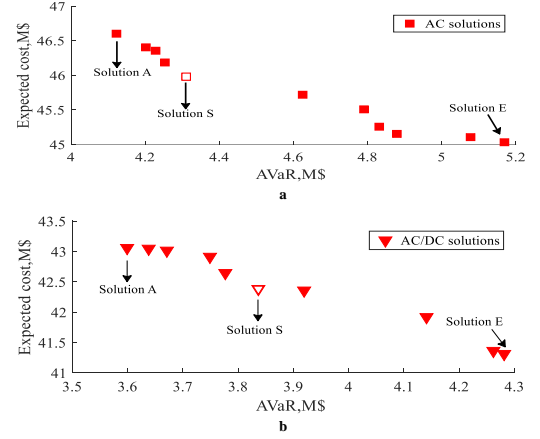 47
46.5
46
45.5
45
Expected cost,M$
AC solutions
Solution A
Solution S
Solution E
4 4.2 4.4 4.6 4.8 5 5.2
AVaR,M$
a
43.5
43
42.5
42
41.5
41
Expected cost,M$
AC/DC solutions
Solution A
Solution S
Solution E
3.5 3.6 3.7 3.8 3.9 4 4.1 4.2 4.3
AVaR,M$
b